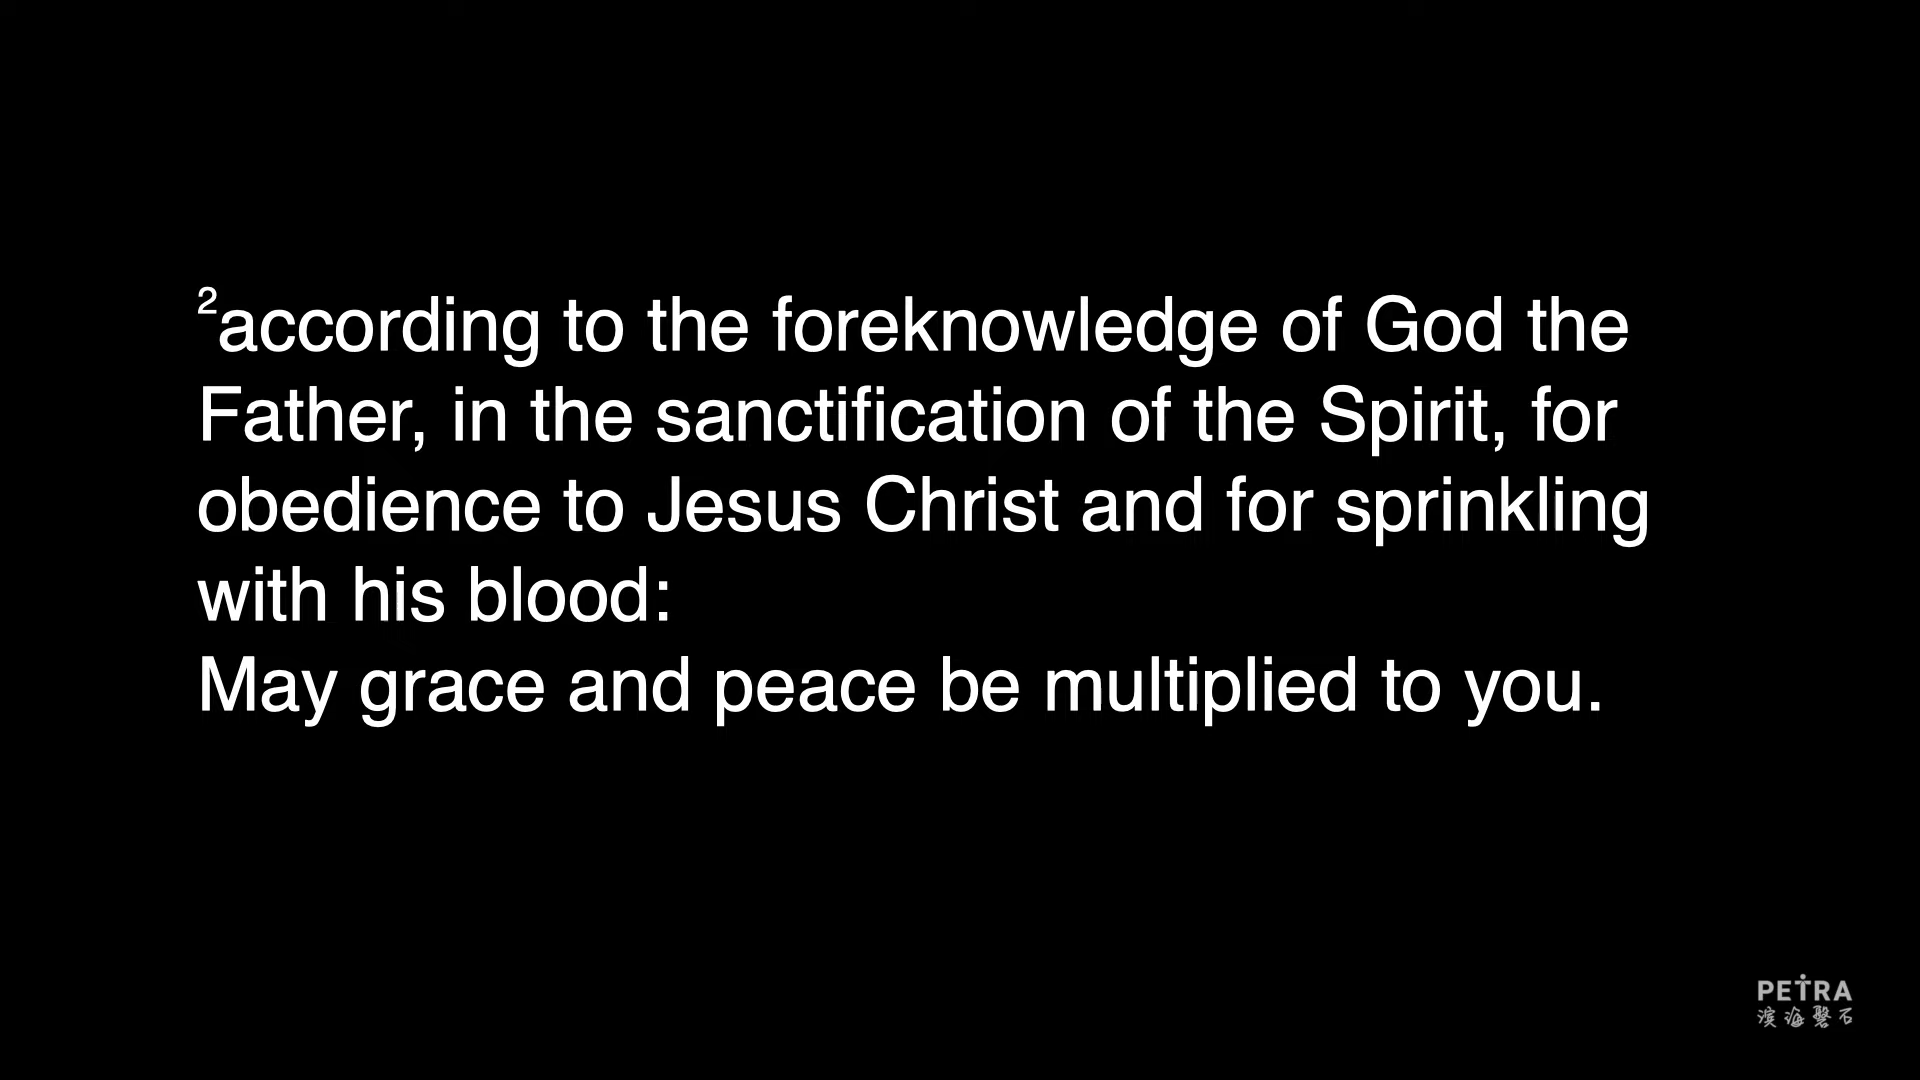 ²according to the foreknowledge of God the
Father, in the sanctification of the Spirit, for
obedience to Jesus Christ and for sprinkling
with his blood:
May grace and peace be multiplied to you.
PETRA
滨海磐石